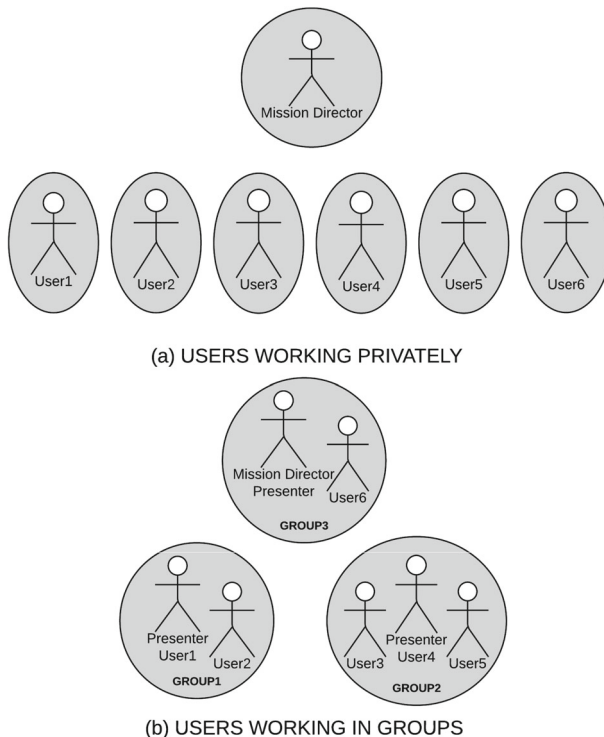 Mission Director
User1
User2
User3
User4
User5
User6
(a) USERS WORKING PRIVATELY
Mission Director
Presenter
User6
GROUP3
Presenter
User1
User2
GROUP1
User3
Presenter
User4
User5
GROUP2
(b) USERS WORKING IN GROUPS